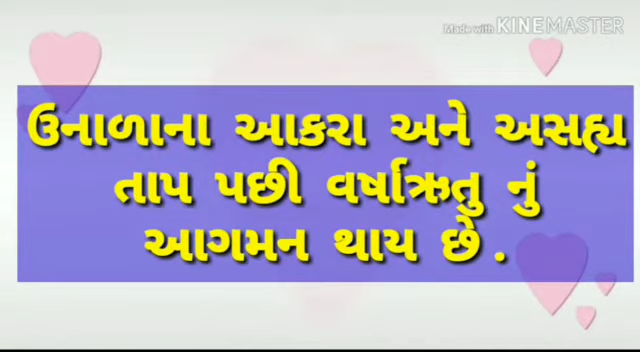 Made with KINEMASTER
ઉનાળાના આકરા અને અસહ્ય
તાપ પછી વર્ષાઋતુ નું
આગમન થાય છે.